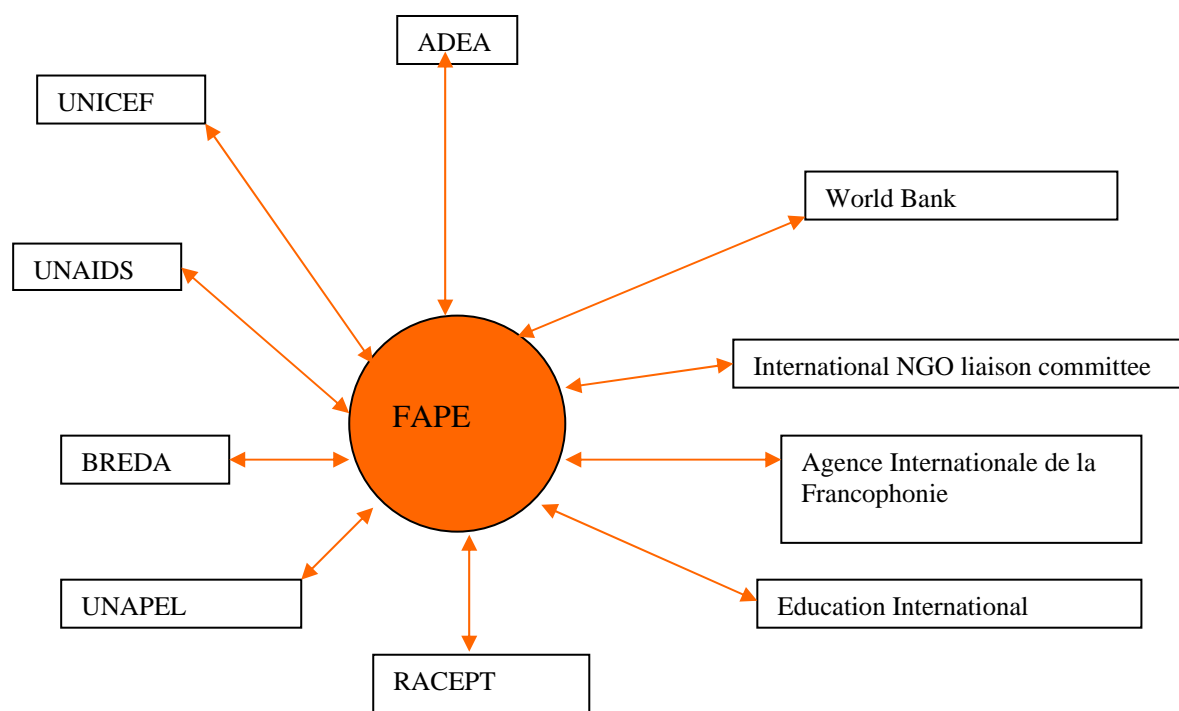 ADEA
UNICEF
World Bank
UNAIDS
International NGO liaison committee
FAPE
BREDA
Agence Internationale de la
Francophonie
UNAPEL
Education International
RACEPT